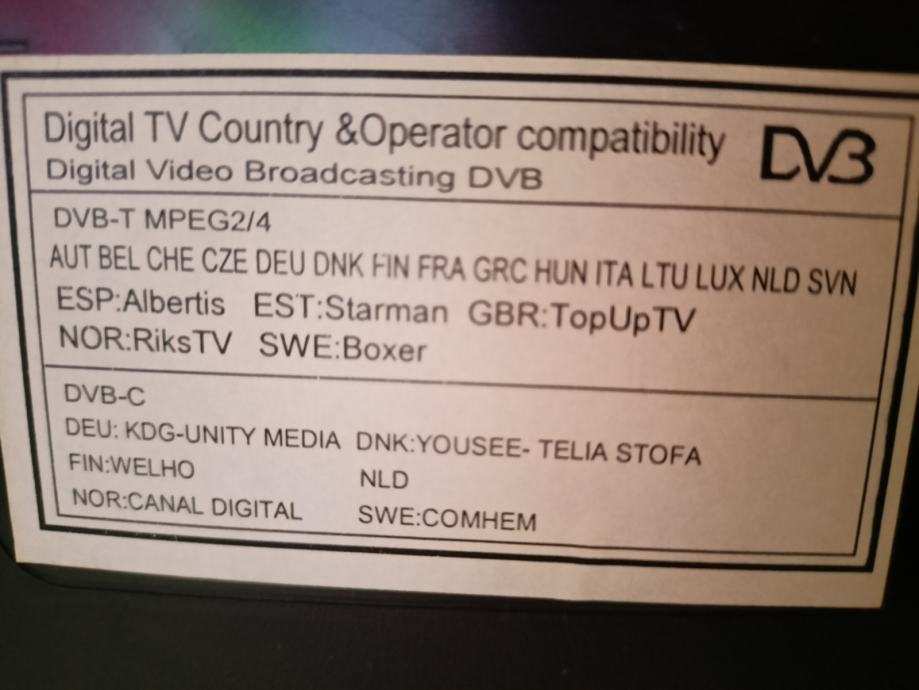 Digital TV Country &Operator compatibility DVB
Digital Video Broadcasting DVB
DVB-T MPEG2/4
AUT BEL CHE CZE DEU DNK FIN FRA GRC HUN ITA LTU LUX NLD SVN
ESP:Albertis EST:Starman GBR:TopUpTV
NOR:RiksTV SWE:Boxer
DVB-C
DEU: KDG-UNITY MEDIA DNK:YOUSEE- TELIA STOFA
FIN:WELHO NLD
NOR:CANAL DIGITAL SWE:COMHEM